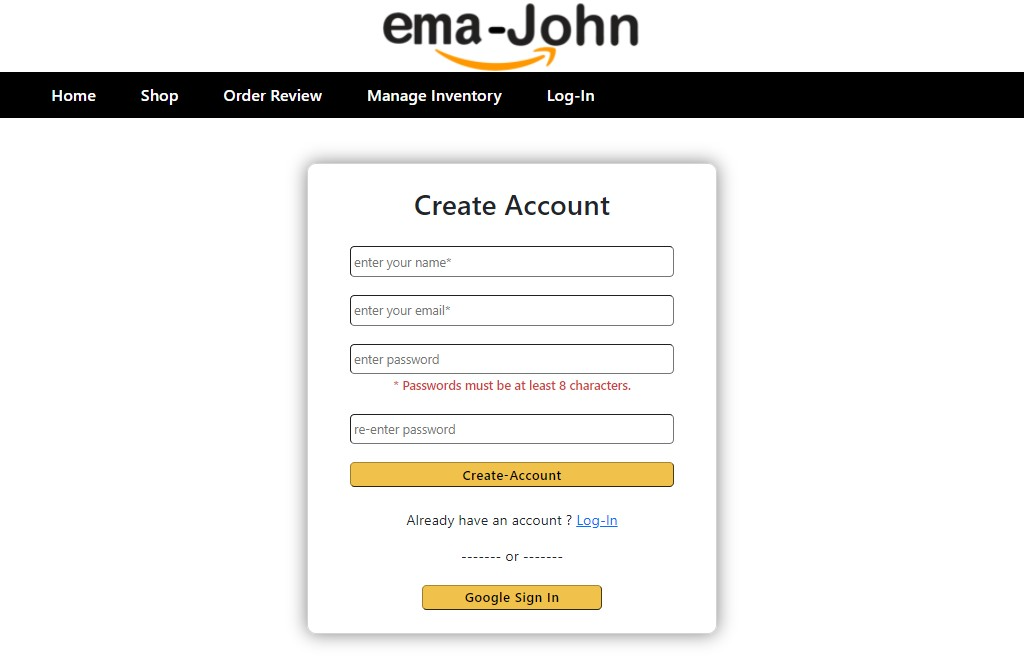 ema-John
Home Shop Order Review Manage Inventory Log-In
Create Account
enter your name*
enter your email*
enter password
* Passwords must be at least 8 characters.
re-enter password
Create-Account
Already have an account ? Log-In
------- or -------
Google Sign In